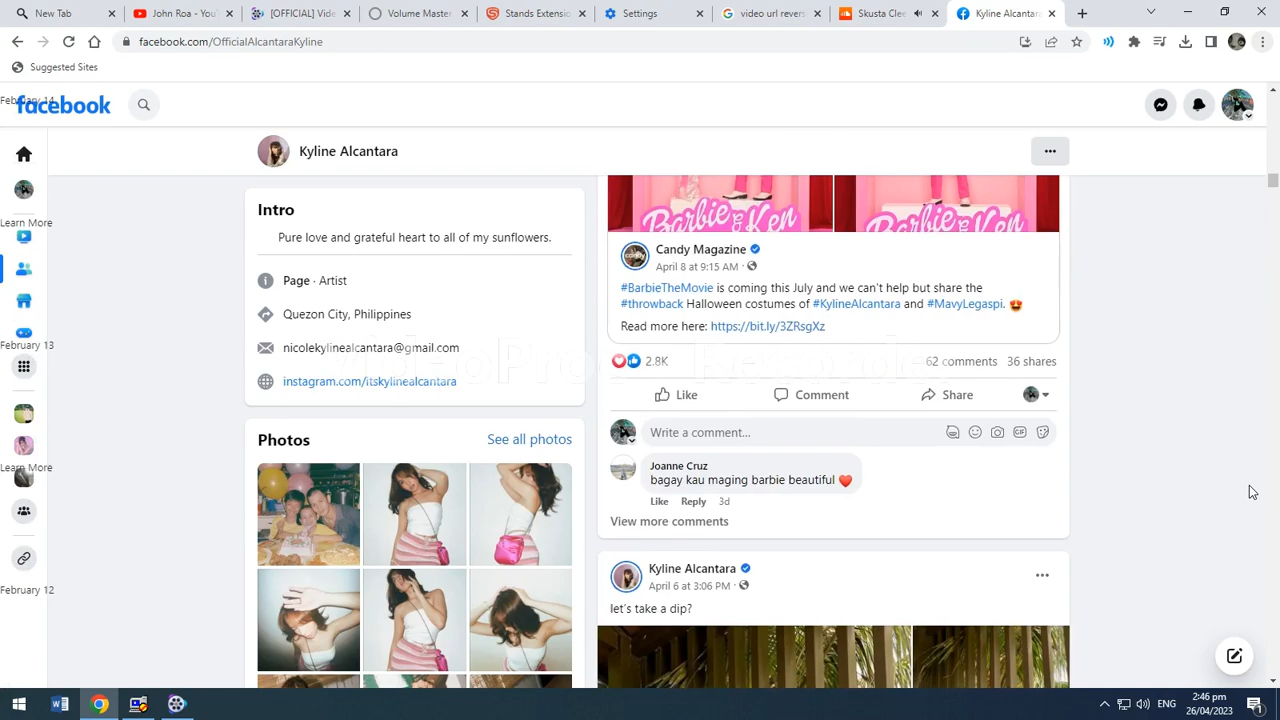 New Tab
John Roa - You
[OFFICIAL] Vide
Volume Master
Stands Extensio
Settings
video url revers
Skusta Clee
Kyline Alcantara
facebook.com/OfficialAlcantaraKyline
Suggested Sites
February 14
facebook
Kyline Alcantara
Learn More
February 13
Learn More
February 12
Intro
Pure love and grateful heart to all of my sunflowers.
Page · Artist
Quezon City, Philippines
nicolekylinealcantara@gmail.com
instagram.com/itskylinealcantara
Photos
See all photos
Barbie & Ken
Barbie & Ken
Candy Magazine
April 8 at 9:15 AM ·
#BarbieTheMovie is coming this July and we can't help but share the
#throwback Halloween costumes of #KylineAlcantara and #MavyLegaspi.
Read more here: https://bit.ly/3ZRsgXz
2.8K
62 comments 36 shares
Like
Comment
Share
Write a comment...
GIF
Joanne Cruz
bagay kau maging barbie beautiful
Like Reply 3d
View more comments
Kyline Alcantara
April 6 at 3:06 PM ·
let's take a dip?
ENG
2:46 pm
26/04/2023